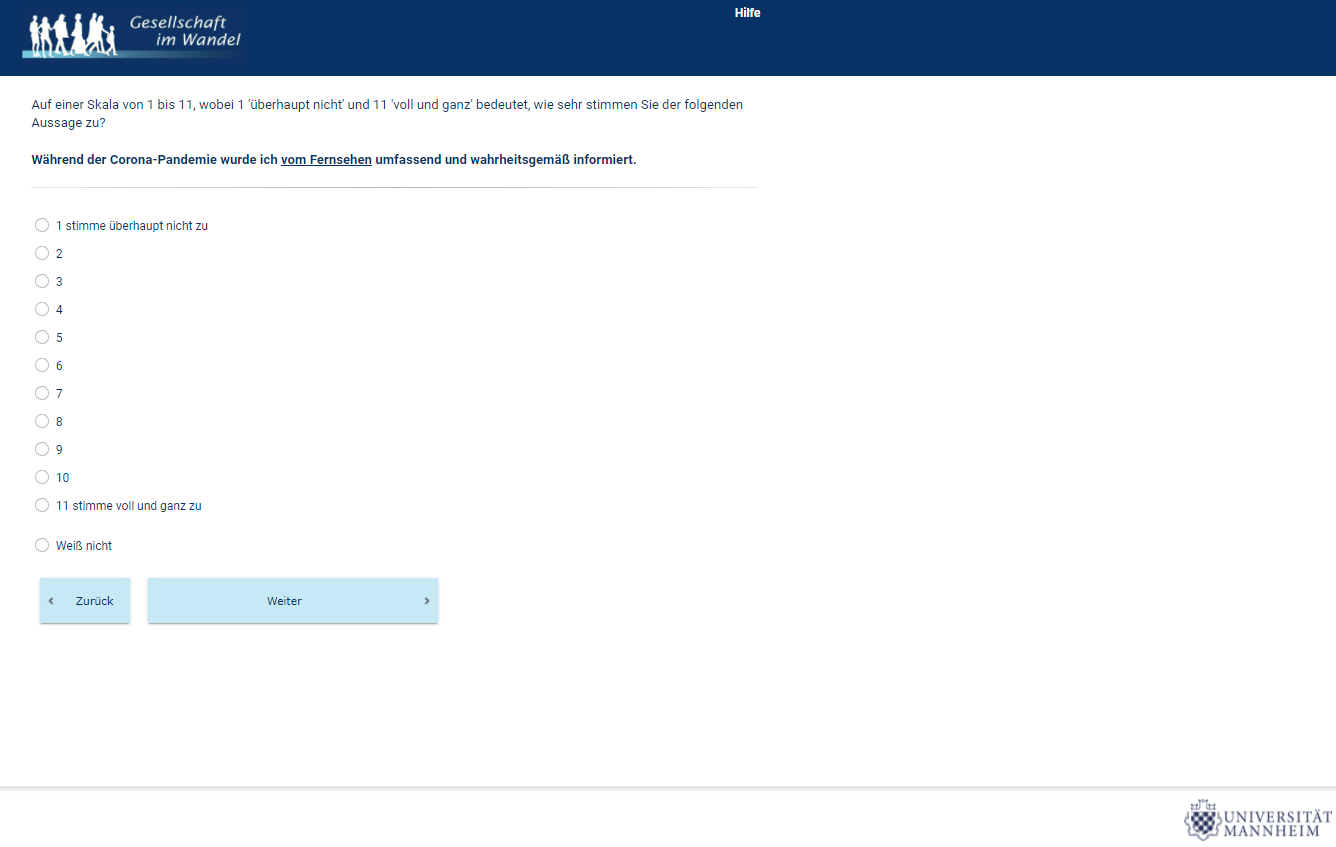 Gesellschaft
im Wandel
Hilfe
Auf einer Skala von 1 bis 11, wobei 1 'überhaupt nicht' und 11 'voll und ganz' bedeutet, wie sehr stimmen Sie der folgenden
Aussage zu?
Während der Corona-Pandemie wurde ich vom Fernsehen umfassend und wahrheitsgemäß informiert.
1 stimme überhaupt nicht zu
2
3
4
5
6
7
8
9
10
11 stimme voll und ganz zu
Weiß nicht
Zurück
Weiter
UNIVERSITÄT
MANNHEIM